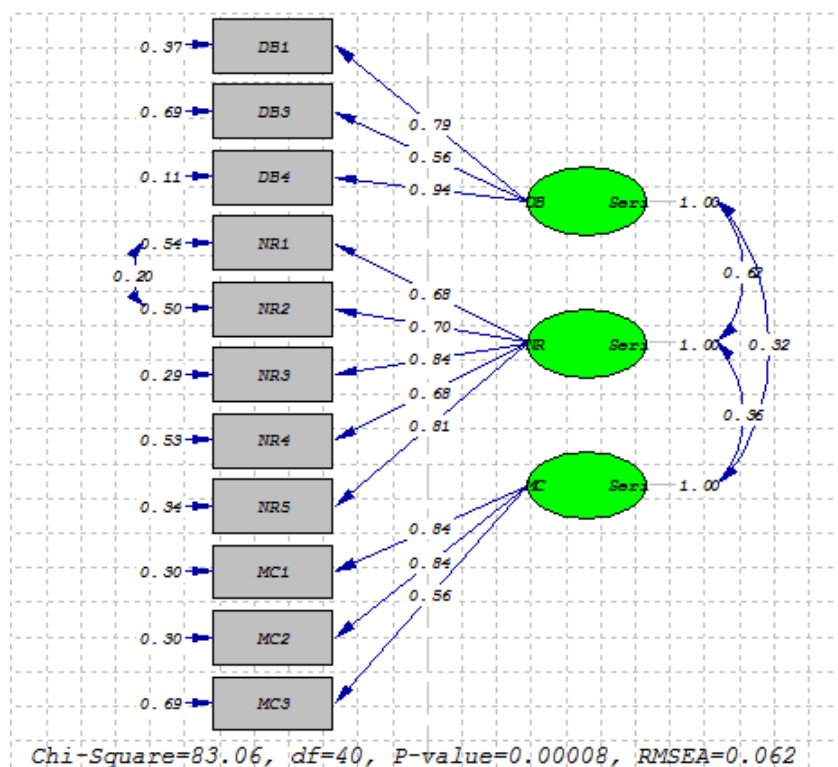 0.37 DB1
0.79
0.69 DB3
0.56
0.11 DB4
0.94
DB Seri 1.00
0.54 NR1
0.20
0.62
0.68
0.50 NR2
0.70
NR Seri 1.00
0.32
0.84
0.29 NR3
0.68
0.36
0.81
0.53 NR4
MC Seri 1.00
0.34 NR5
0.84
0.30 MC1
0.84
0.56
0.30 MC2
0.69 MC3
Chi-Square=83.06, df=40, P-value=0.00008, RMSEA=0.062